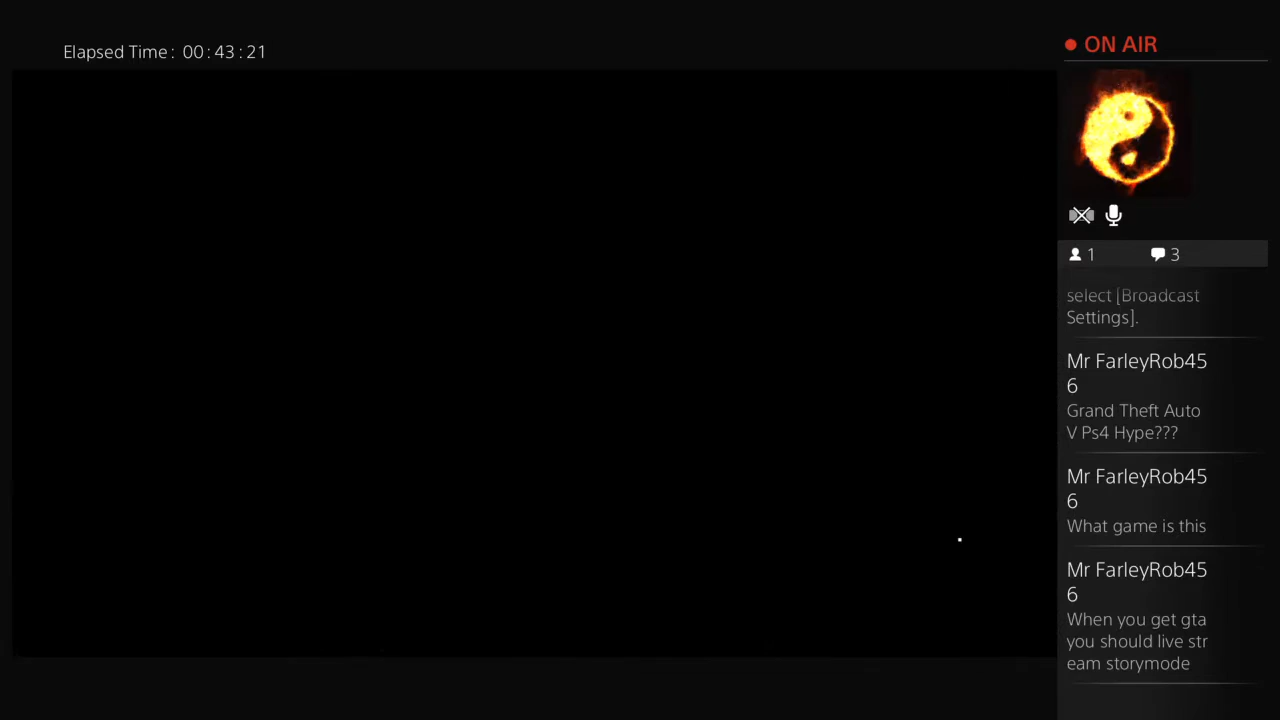 Elapsed Time: 00:43:21
ON AIR
1 3
select [Broadcast
Settings].
Mr FarleyRob45
6
Grand Theft Auto
V Ps4 Hype???
Mr FarleyRob45
6
What game is this
Mr FarleyRob45
6
When you get gta
you should live str
eam storymode